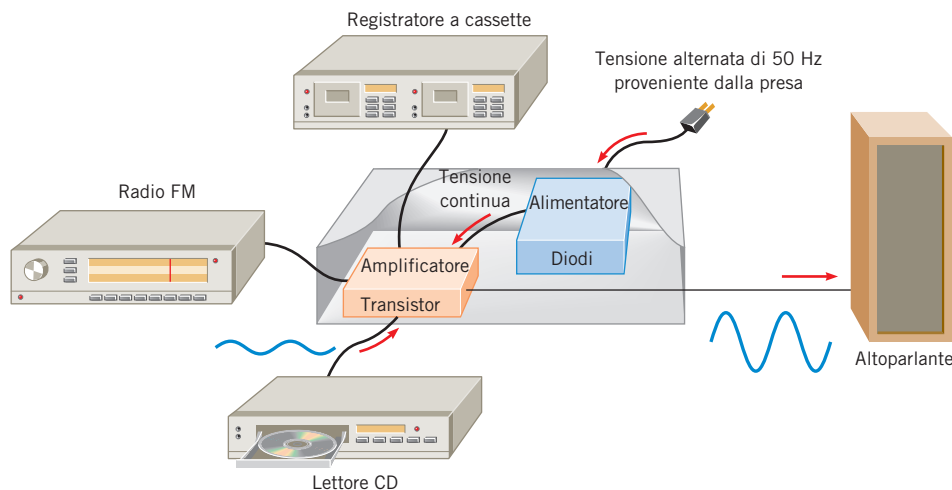 Registratore a cassette
Tensione alternata di 50 Hz
proveniente dalla presa
Radio FM
Tensione
continua
Alimentatore
Diodi
Amplificatore
Transistor
Altoparlante
Lettore CD